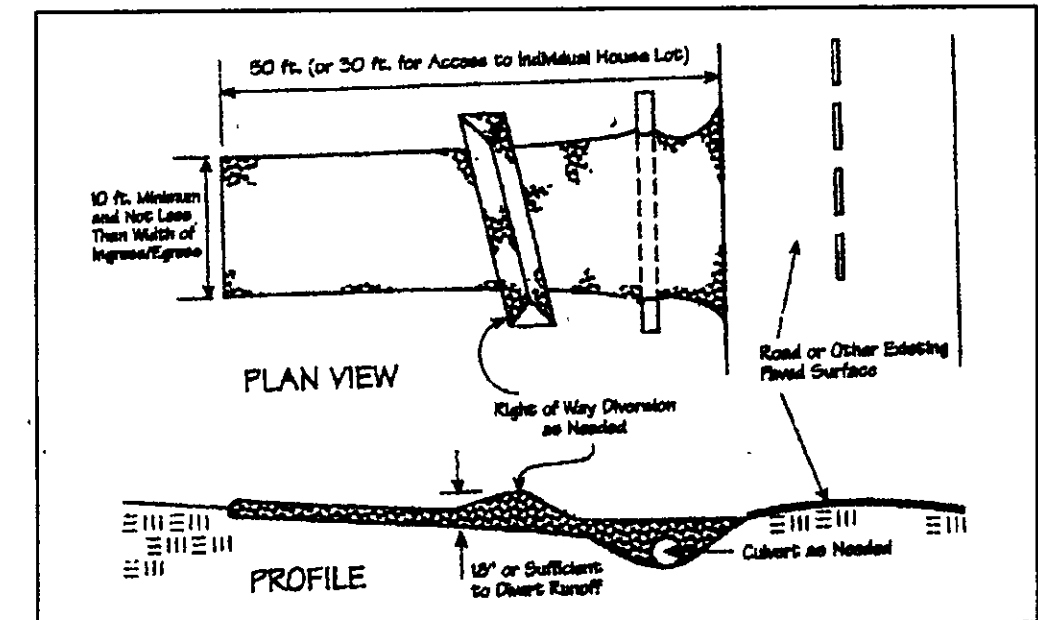 50 ft. (or 30 ft. for Access to Individual House Lot)
10 ft. Minimum
and Not Less
Than Width of
Ingress/Egress
PLAN VIEW
Right of Way Diversion
as Needed
Road or Other Existing
Paved Surface
Culvert as Needed
18" or Sufficient
to Divert Runoff
PROFILE